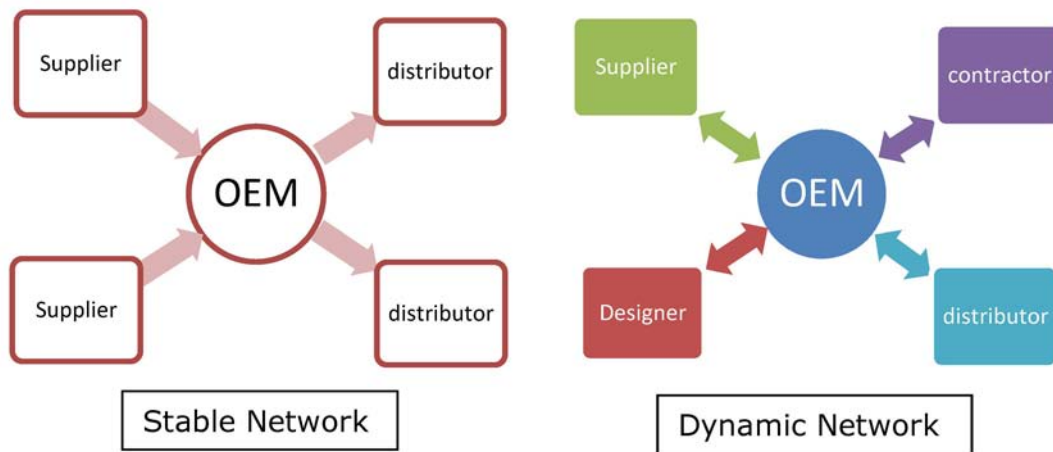 Supplier
distributor
OEM
Supplier
distributor
Stable Network
Supplier
contractor
OEM
Designer
distributor
Dynamic Network